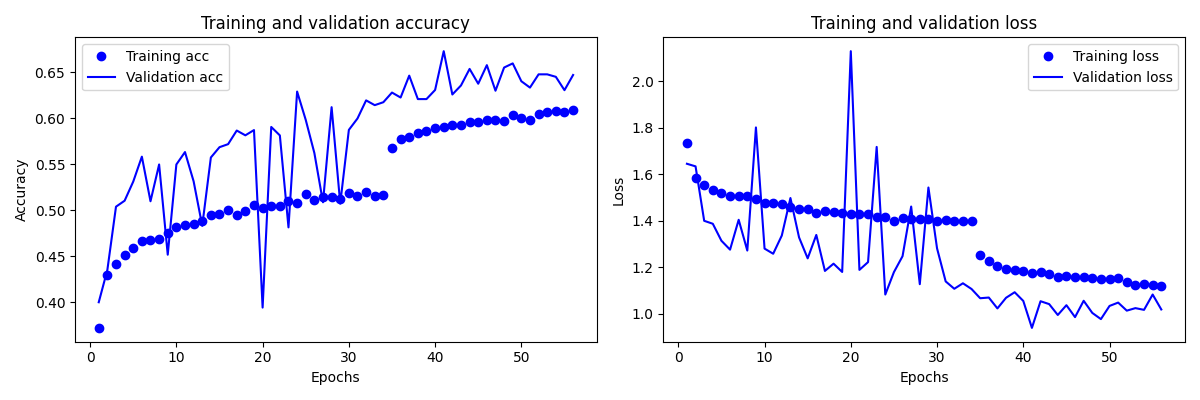 Training and validation accuracy
Training acc
Validation acc
Accuracy
0.65
0.60
0.55
0.50
0.45
0.40
0 10 20 30 40 50
Epochs
Training and validation loss
Training loss
Validation loss
Loss
2.0
1.8
1.6
1.4
1.2
1.0
0 10 20 30 40 50
Epochs